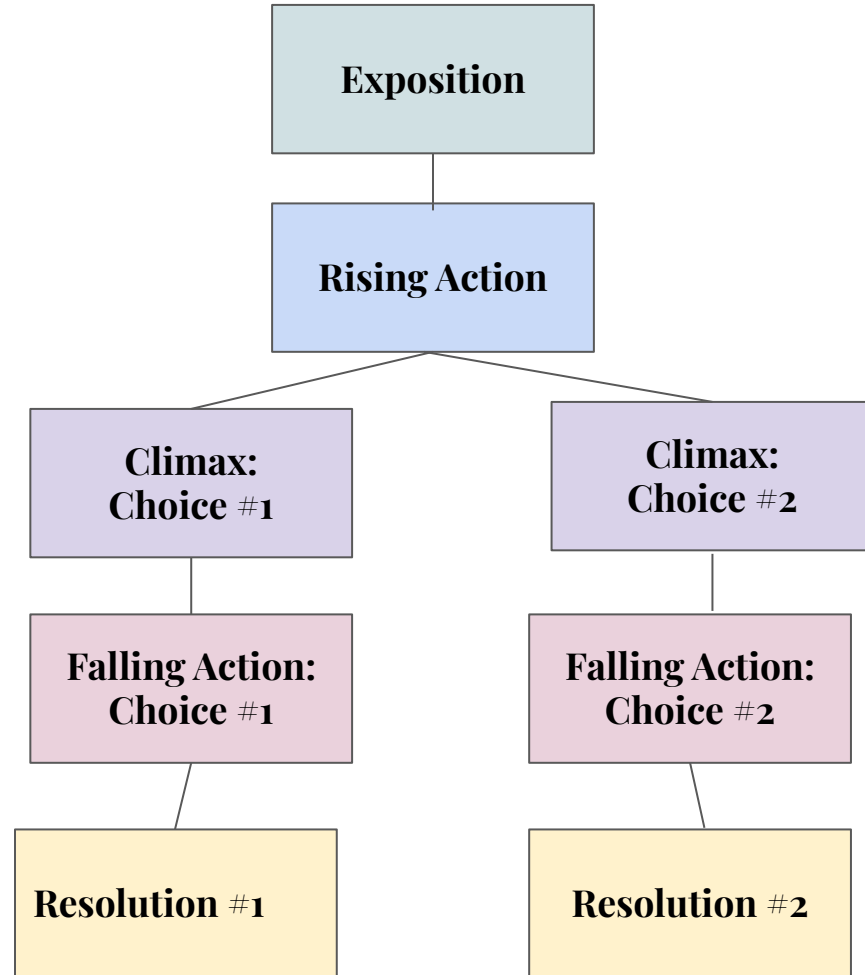 Exposition
Rising Action
Climax:
Choice #1
Climax:
Choice #2
Falling Action:
Choice #1
Falling Action:
Choice #2
Resolution #1
Resolution #2